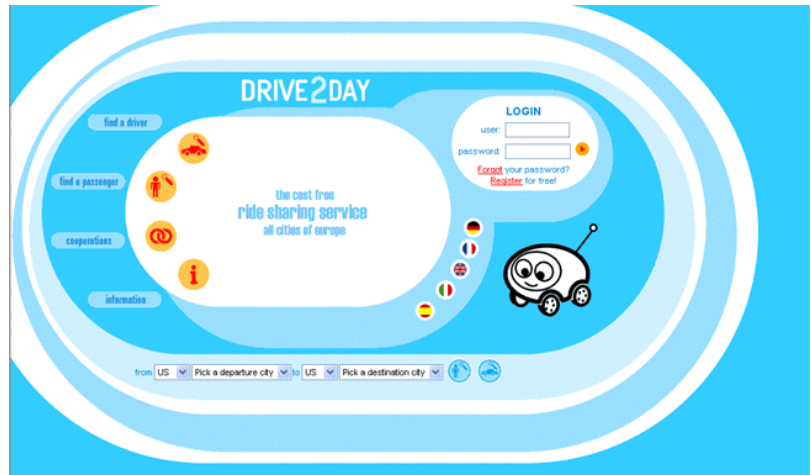 DRIVE2DAY
find a driver
find a passenger
cooperations
information
the cost free
ride sharing service
all cities of europe
LOGIN
user:
password:
Forgot your password?
Register for free!
from US Pick a departure city to US Pick a destination city